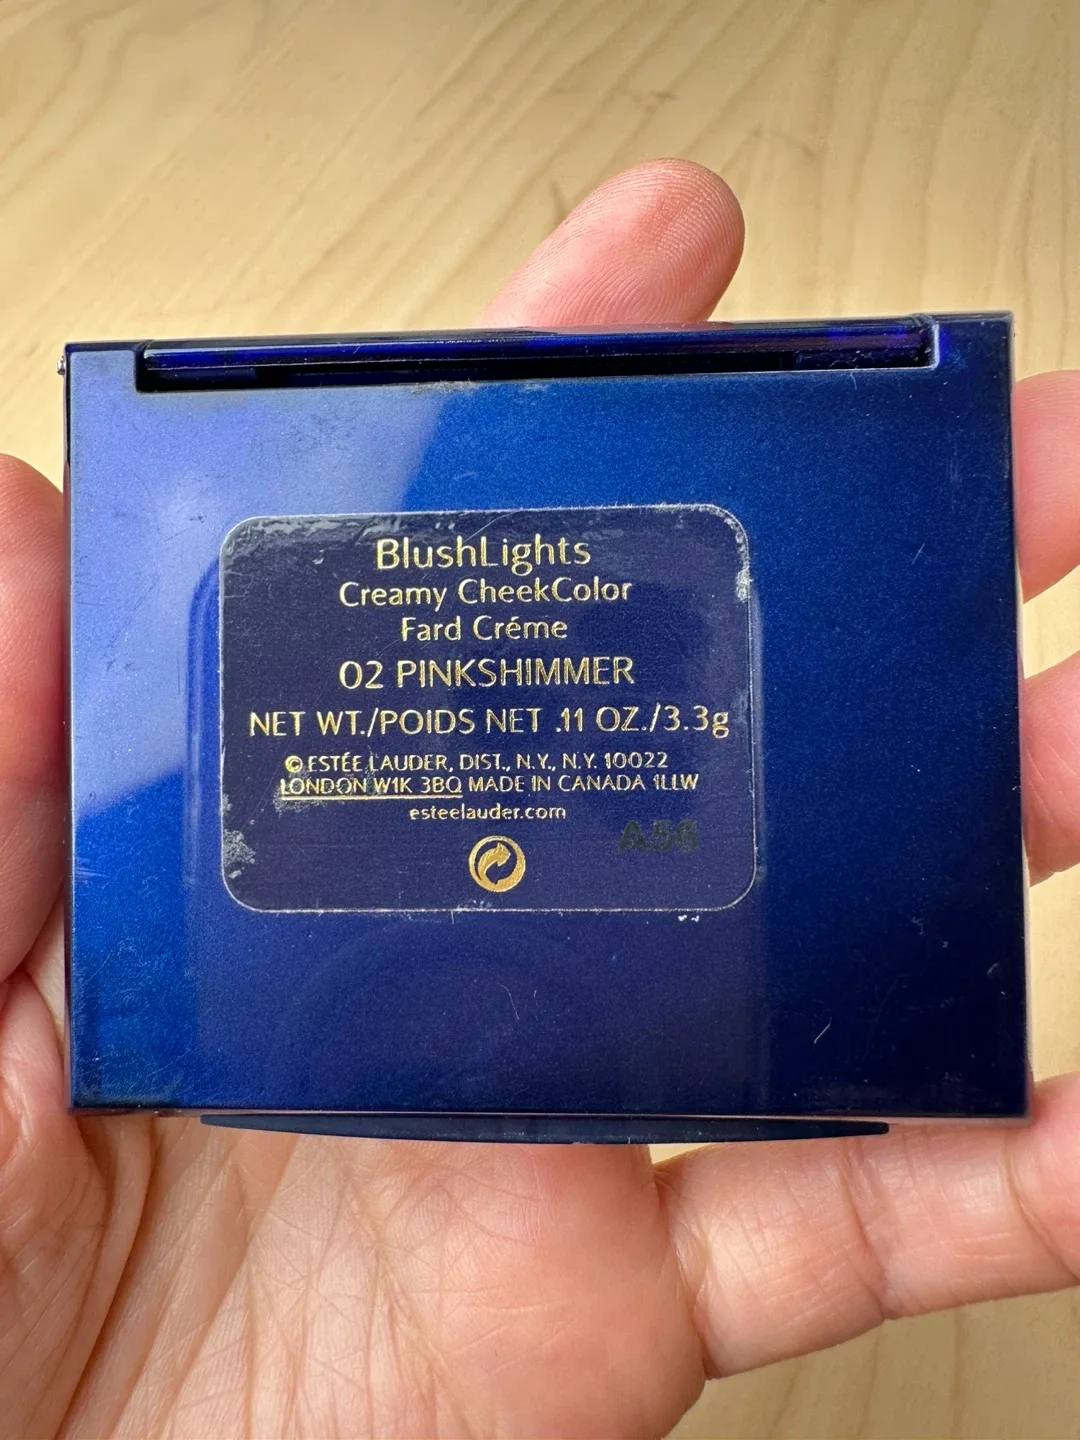 BlushLights
Creamy CheekColor
Fard Créme
02 PINKSHIMMER
NET WT./POIDS NET .11 OZ./3.3g
© ESTÉE LAUDER, DIST., N.Y., N.Y. 10022
LONDON W1K 3BQ MADE IN CANADA 1LLW
esteelauder.com
A56